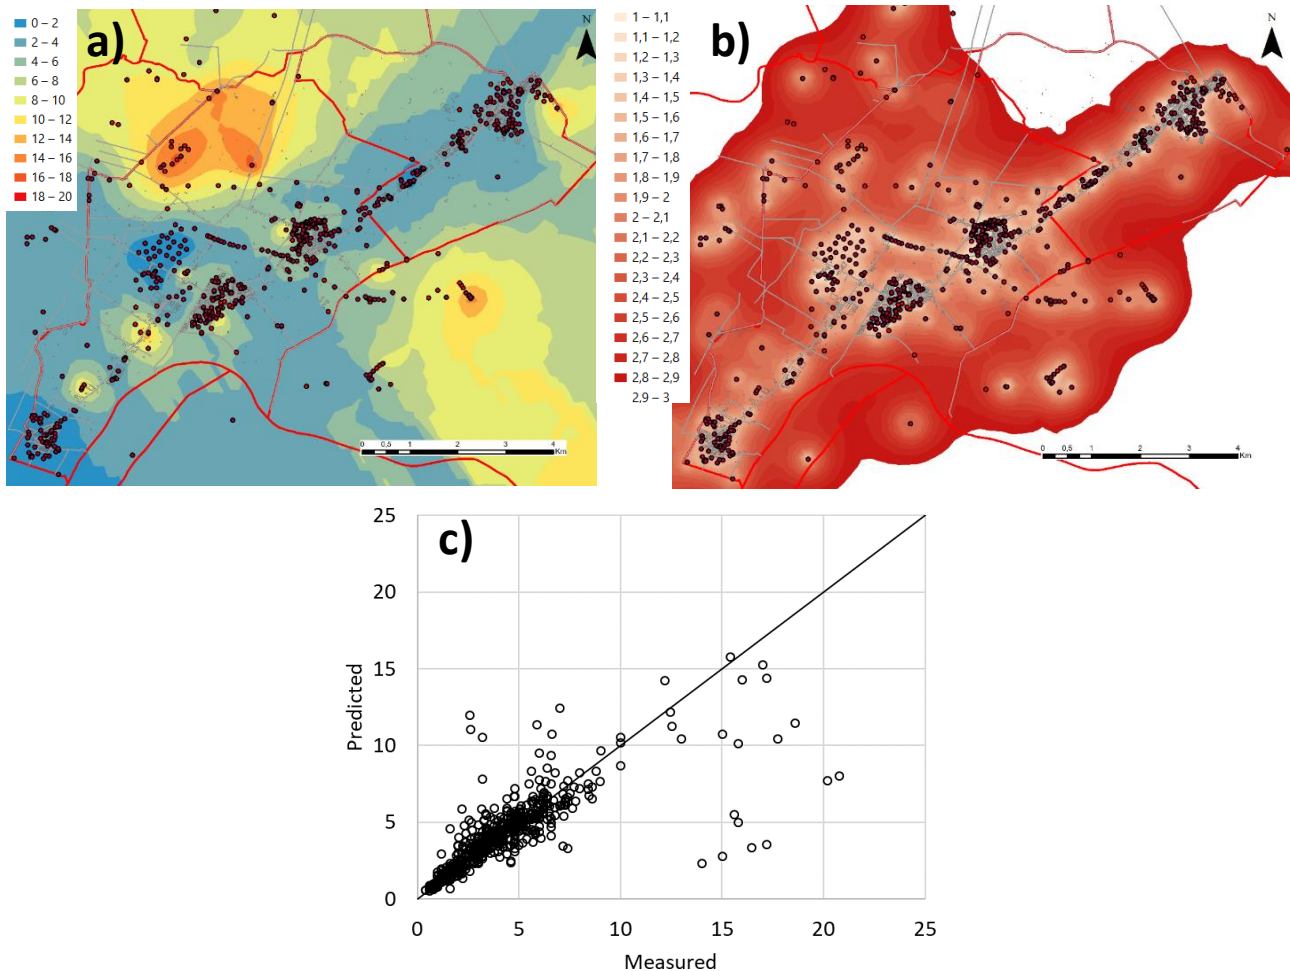 a)
0 – 2
2 – 4
4 – 6
6 – 8
8 – 10
10 – 12
12 – 14
14 – 16
16 – 18
18 – 20
N
0 0,5 1 2 3 4
Km
b)
1 – 1,1
1,1 – 1,2
1,2 – 1,3
1,3 – 1,4
1,4 – 1,5
1,5 – 1,6
1,6 – 1,7
1,7 – 1,8
1,8 – 1,9
1,9 – 2
2 – 2,1
2,1 – 2,2
2,2 – 2,3
2,3 – 2,4
2,4 – 2,5
2,5 – 2,6
2,6 – 2,7
2,7 – 2,8
2,8 – 2,9
2,9 – 3
N
0 0,5 1 2 3 4
Km
c)
25
20
15
10
5
0
Predicted
0 5 10 15 20 25
Measured